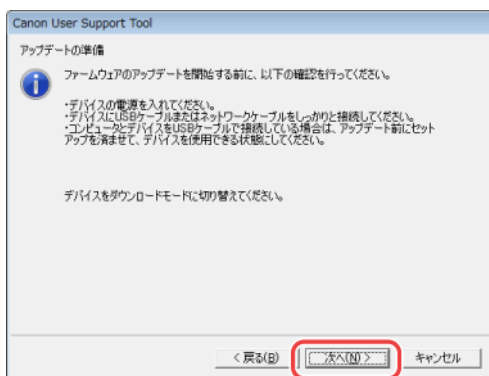 Canon User Support Tool
アップデートの準備
ファームウェアのアップデートを開始する前に、以下の確認を行ってください。
・デバイスの電源を入れてください。
・デバイスにUSBケーブルまたはネットワークケーブルをしっかりと接続してください。
・コンピュータとデバイスをUSBケーブルで接続している場合は、アップデート前にセット
アップを済ませて、デバイスを使用できる状態にしてください。
デバイスをダウンロードモードに切り替えてください。
< 戻る(B) 次へ(N) > キャンセル